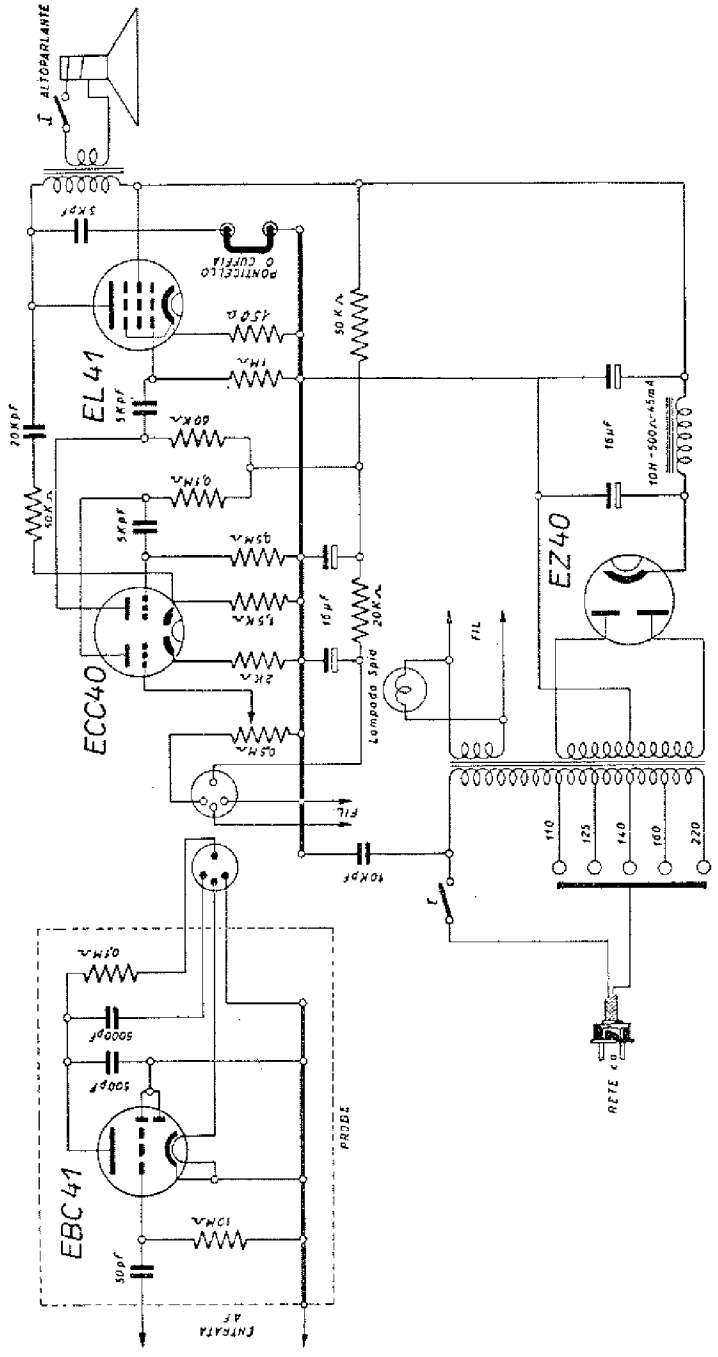 EBC41
50pF
10MΩ
500pF
5000pF
0,1MΩ
PROBE
ENTRATA
A F
ECC40
0,5MΩ
2KΩ
1,5KΩ
0,5MΩ
5KpF
0,1MΩ
60KΩ
5KpF
50KΩ
20KpF
EL41
1MΩ
150Ω
5KpF
PONTICELLO
O CUFFIA
I
ALTOPARLANTE
FIL
16µF
20KΩ
50KΩ
Lampada Spia
FIL
10KpF
RETE c.a
110
125
140
160
220
EZ40
16µF
10H-500Ω-45mA